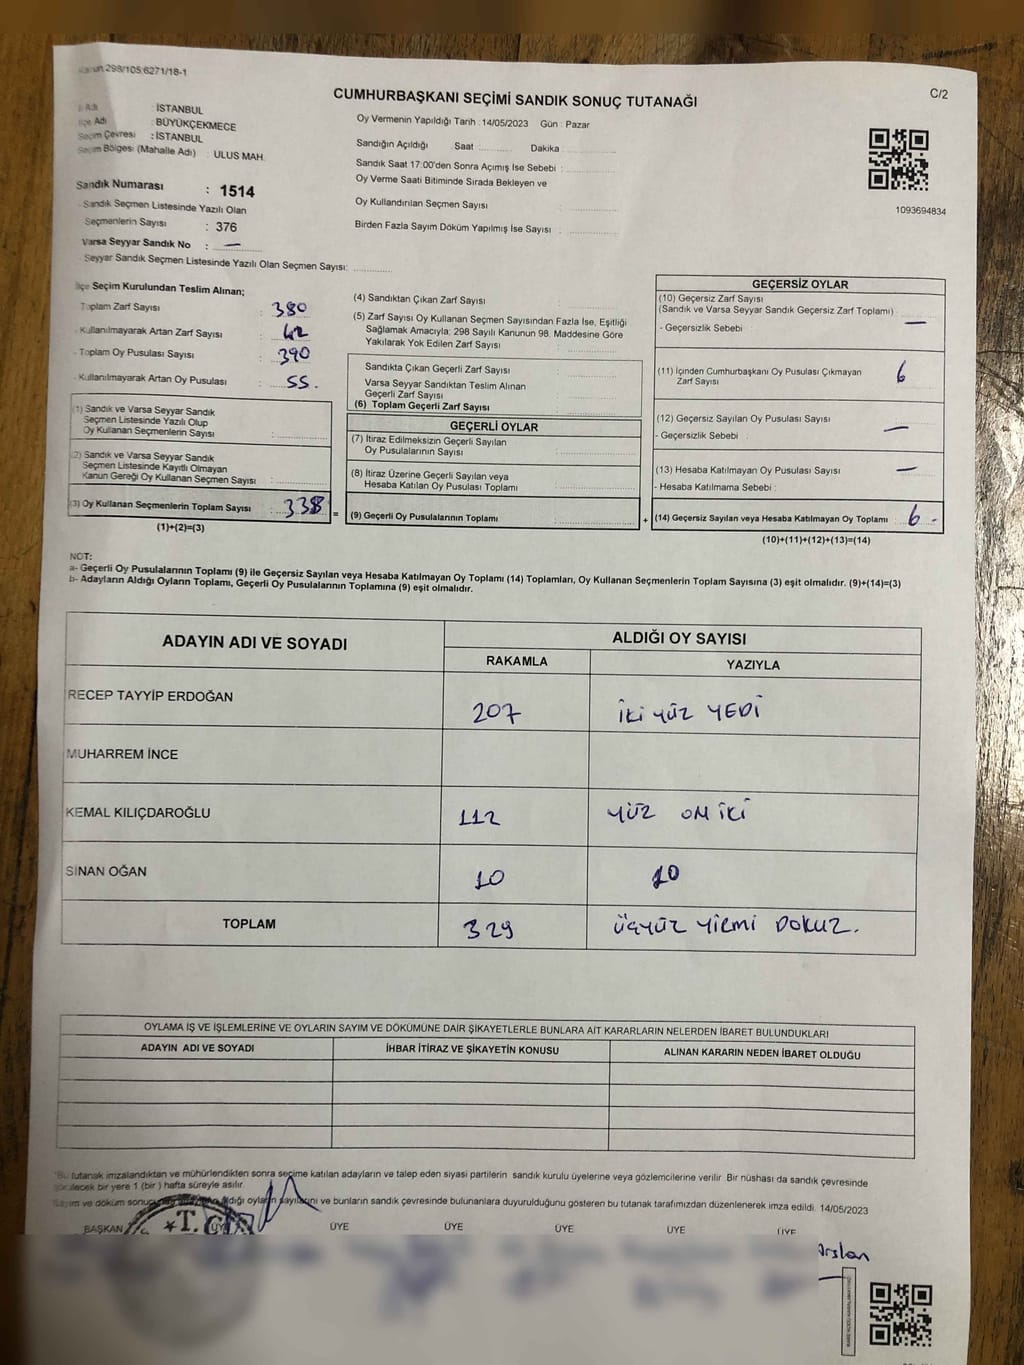 298/105,6271/18-1
CUMHURBAŞKANI SEÇİMİ SANDIK SONUÇ TUTANAĞI
C/2
Adı : İSTANBUL
İlçe Adı : BÜYÜKÇEKMECE
Seçim Çevresi : İSTANBUL
Seçim Bölgesi (Mahalle Adı) : ULUS MAH.
Sandık Numarası : 1514
Sandık Seçmen Listesinde Yazılı Olan
Seçmenlerin Sayısı : 376
Varsa Seyyar Sandık No : —
Seyyar Sandık Seçmen Listesinde Yazılı Olan Seçmen Sayısı:
Oy Vermenin Yapıldığı Tarih : 14/05/2023 Gün : Pazar
Sandığın Açıldığı Saat Dakika
Sandık Saat 17:00'den Sonra Açımış İse Sebebi :
Oy Verme Saati Bitiminde Sırada Bekleyen ve
Oy Kullandırılan Seçmen Sayısı :
Birden Fazla Sayım Döküm Yapılmış İse Sayısı :
1093694834
İlçe Seçim Kurulundan Teslim Alınan;
Toplam Zarf Sayısı : 380
- Kullanılmayarak Artan Zarf Sayısı : 42
- Toplam Oy Pusulası Sayısı : 390
- Kullanılmayarak Artan Oy Pusulası : 55.
(1) Sandık ve Varsa Seyyar Sandık
Seçmen Listesinde Yazılı Olup
Oy Kullanan Seçmenlerin Sayısı :
(2) Sandık ve Varsa Seyyar Sandık
Seçmen Listesinde Kayıtlı Olmayan
Kanun Gereği Oy Kullanan Seçmen Sayısı :
(3) Oy Kullanan Seçmenlerin Toplam Sayısı : 338 =
(1)+(2)=(3)
(4) Sandıktan Çıkan Zarf Sayısı :
(5) Zarf Sayısı Oy Kullanan Seçmen Sayısından Fazla İse, Eşitliği
Sağlamak Amacıyla; 298 Sayılı Kanunun 98. Maddesine Göre
Yakılarak Yok Edilen Zarf Sayısı :
Sandıkta Çıkan Geçerli Zarf Sayısı :
Varsa Seyyar Sandıktan Teslim Alınan
Geçerli Zarf Sayısı :
(6) Toplam Geçerli Zarf Sayısı :
GEÇERLİ OYLAR
(7) İtiraz Edilmeksizin Geçerli Sayılan
Oy Pusulalarının Sayısı :
(8) İtiraz Üzerine Geçerli Sayılan veya
Hesaba Katılan Oy Pusulası Toplamı :
(9) Geçerli Oy Pusulalarının Toplamı : +
GEÇERSİZ OYLAR
(10) Geçersiz Zarf Sayısı
(Sandık ve Varsa Seyyar Sandık Geçersiz Zarf Toplamı) : —
- Geçersizlik Sebebi :
(11) İçinden Cumhurbaşkanı Oy Pusulası Çıkmayan
Zarf Sayısı : 6
(12) Geçersiz Sayılan Oy Pusulası Sayısı : —
- Geçersizlik Sebebi :
(13) Hesaba Katılmayan Oy Pusulası Sayısı : —
- Hesaba Katılmama Sebebi :
(14) Geçersiz Sayılan veya Hesaba Katılmayan Oy Toplamı : 6 -
(10)+(11)+(12)+(13)=(14)
NOT:
a- Geçerli Oy Pusulalarının Toplamı (9) ile Geçersiz Sayılan veya Hesaba Katılmayan Oy Toplamı (14) Toplamları, Oy Kullanan Seçmenlerin Toplam Sayısına (3) eşit olmalıdır. (9)+(14)=(3)
b- Adayların Aldığı Oyların Toplamı, Geçerli Oy Pusulalarının Toplamına (9) eşit olmalıdır.
ADAYIN ADI VE SOYADI ALDIĞI OY SAYISI
RAKAMLA YAZIYLA
RECEP TAYYİP ERDOĞAN 207 İKİ YÜZ YEDİ
MUHARREM İNCE
KEMAL KILIÇDAROĞLU 112 YÜZ ON İKİ
SİNAN OĞAN 10 10
TOPLAM 329 ÜÇYÜZ YİRMİ DOKUZ.
OYLAMA İŞ VE İŞLEMLERİNE VE OYLARIN SAYIM VE DÖKÜMÜNE DAİR ŞİKAYETLERLE BUNLARA AİT KARARLARIN NELERDEN İBARET BULUNDUKLARI
ADAYIN ADI VE SOYADI İHBAR İTİRAZ VE ŞİKAYETİN KONUSU ALINAN KARARIN NEDEN İBARET OLDUĞU
*Bu tutanak imzalandıktan ve mühürlendikten sonra seçime katılan adayların ve talep eden siyasi partilerin sandık kurulu üyelerine veya gözlemcilerine verilir. Bir nüshası da sandık çevresinde
görülecek bir yere 1 (bir) hafta süreyle asılır.
Sayım ve döküm aldığı oyların sayılarını ve bunların sandık çevresinde bulunanlara duyurulduğunu gösteren bu tutanak tarafımızdan düzenlenerek imza edildi. 14/05/2023
BAŞKAN ÜYE ÜYE ÜYE ÜYE ÜYE ÜYE
T.C.
Arslan